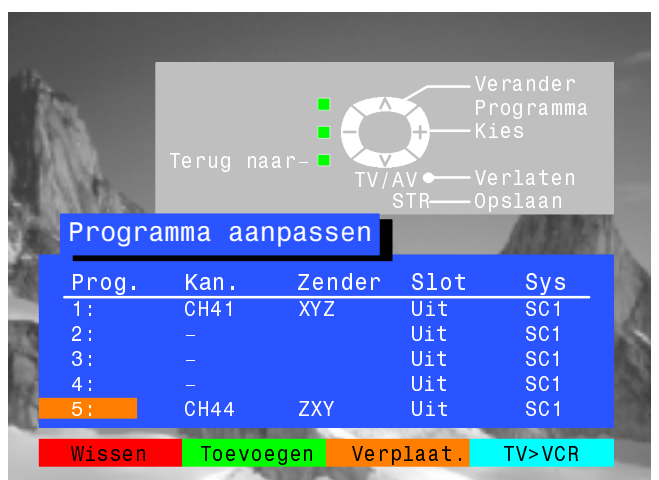 Verander
Programma
Kies
Terug naar
TV/AV Verlaten
STR Opslaan
Programma aanpassen
Prog. Kan. Zender Slot Sys
1: CH41 XYZ Uit SC1
2: – Uit SC1
3: – Uit SC1
4: – Uit SC1
5: CH44 ZXY Uit SC1
Wissen Toevoegen Verplaat. TV>VCR